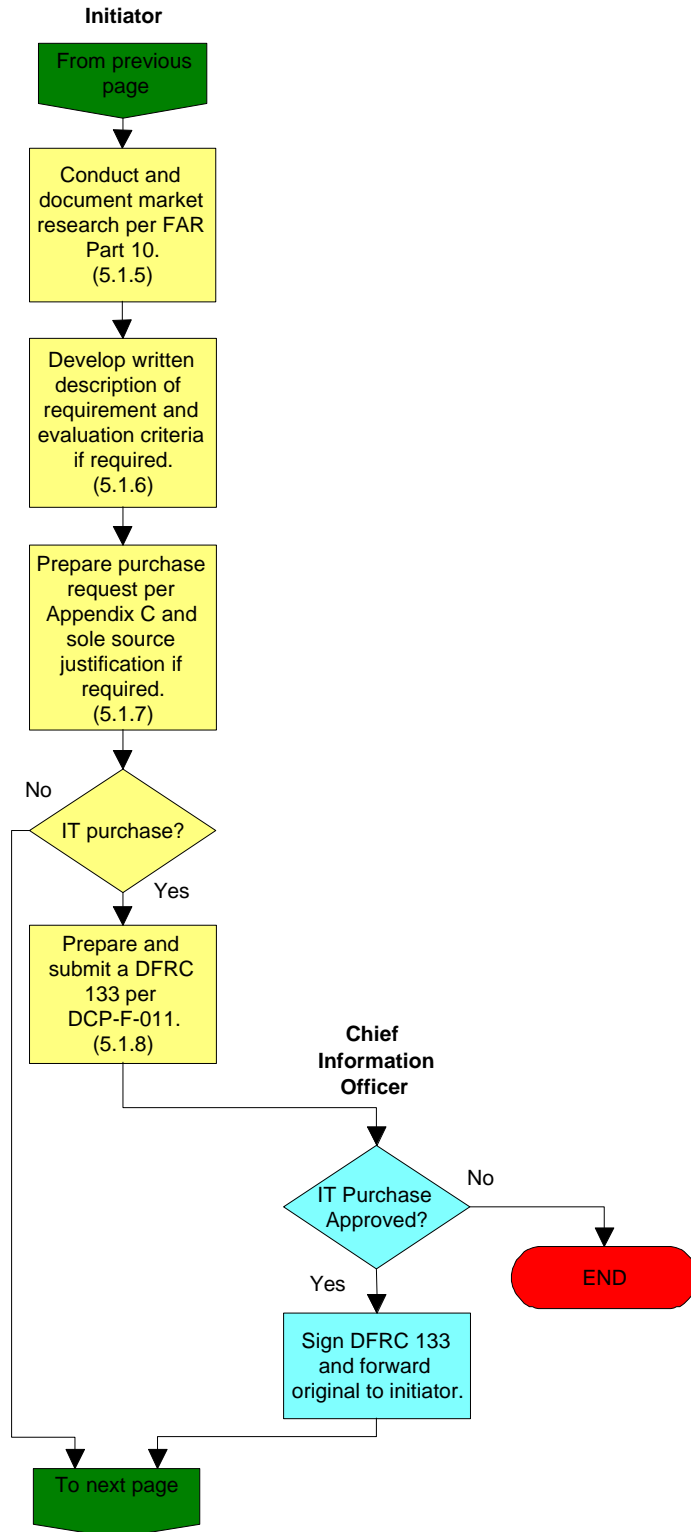 Initiator
From previous
page
Conduct and
document market
research per FAR
Part 10.
(5.1.5)
Develop written
description of
requirement and
evaluation criteria
if required.
(5.1.6)
Prepare purchase
request per
Appendix C and
sole source
justification if
required.
(5.1.7)
No
IT purchase?
Yes
Prepare and
submit a DFRC
133 per
DCP-F-011.
(5.1.8)
Chief
Information
Officer
IT Purchase
Approved?
No
END
Yes
Sign DFRC 133
and forward
original to initiator.
To next page